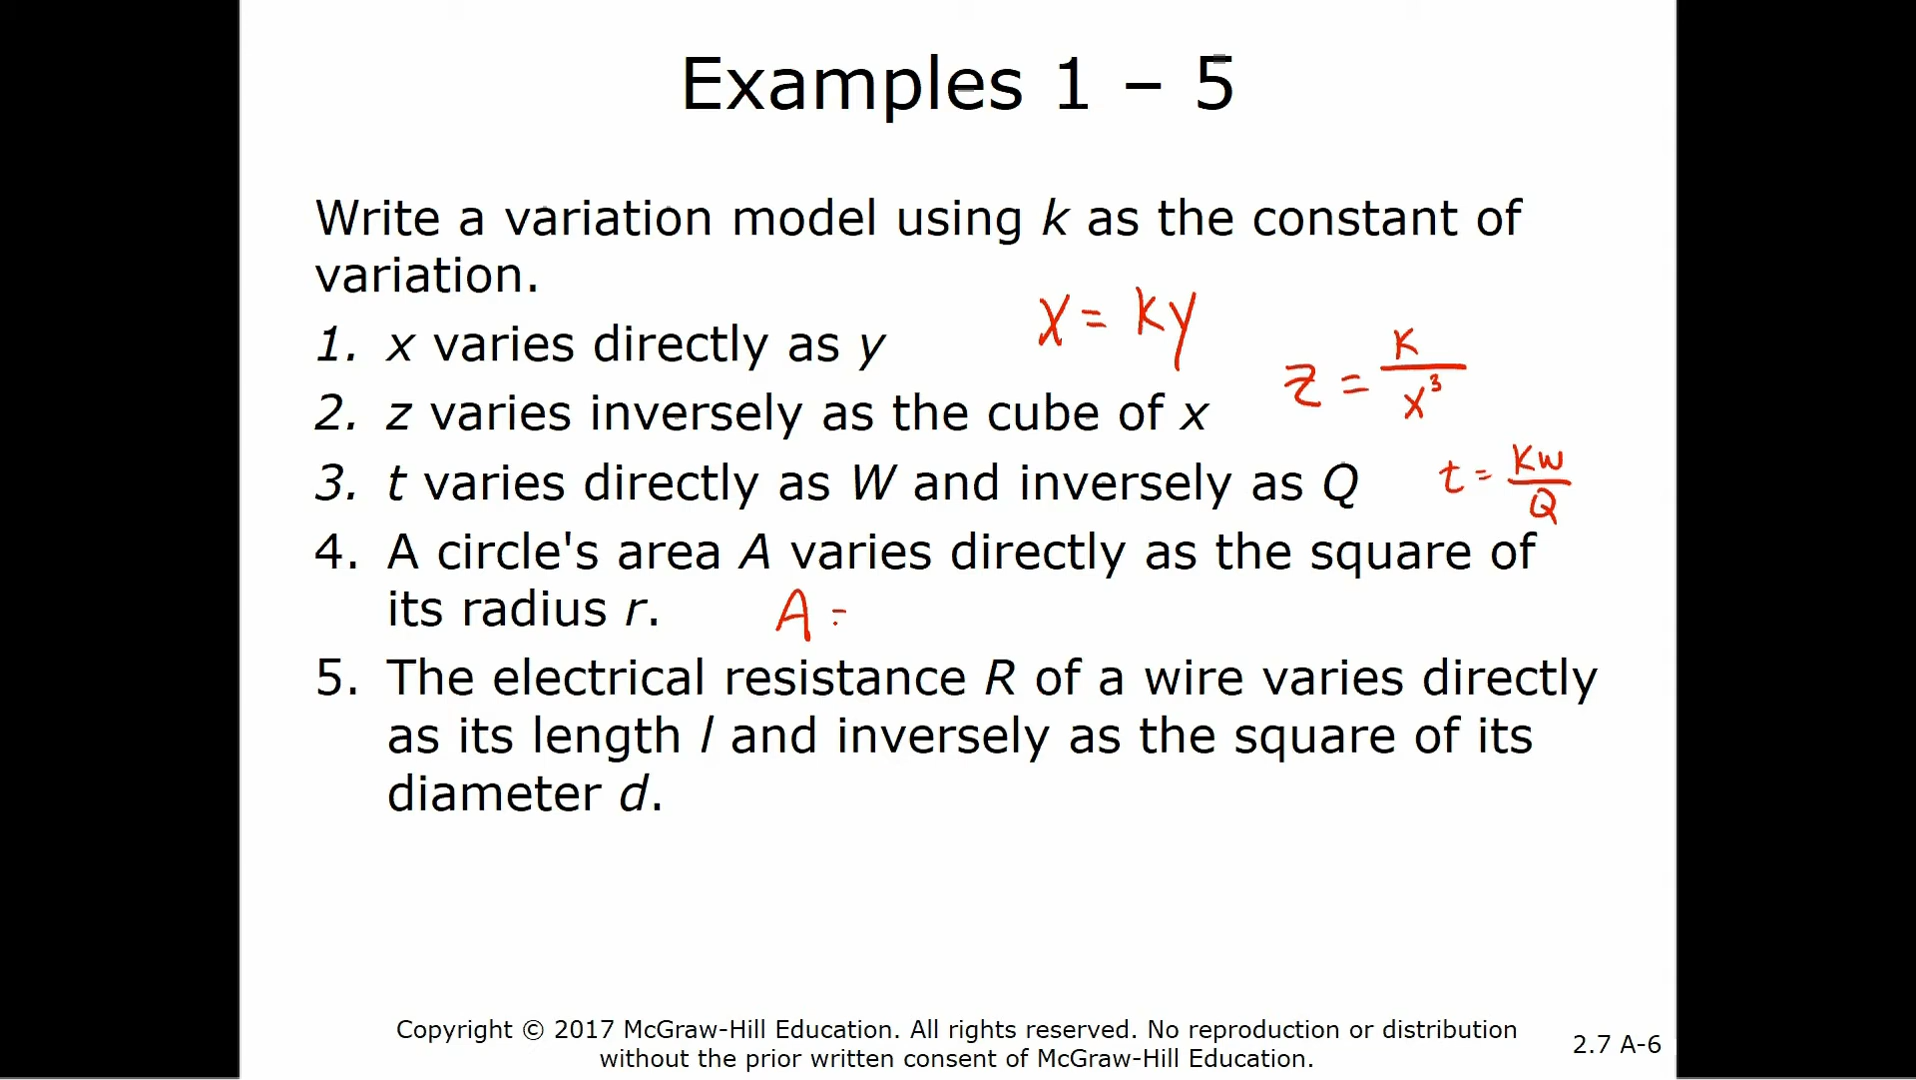 Examples 1 – 5
Write a variation model using k as the constant of
variation.
x = ky
1. x varies directly as y
z = K / x³
2. z varies inversely as the cube of x
3. t varies directly as W and inversely as Q
t = KW / Q
4. A circle's area A varies directly as the square of
its radius r.
A =
5. The electrical resistance R of a wire varies directly
as its length l and inversely as the square of its
diameter d.
Copyright © 2017 McGraw-Hill Education. All rights reserved. No reproduction or distribution
without the prior written consent of McGraw-Hill Education.
2.7 A-6